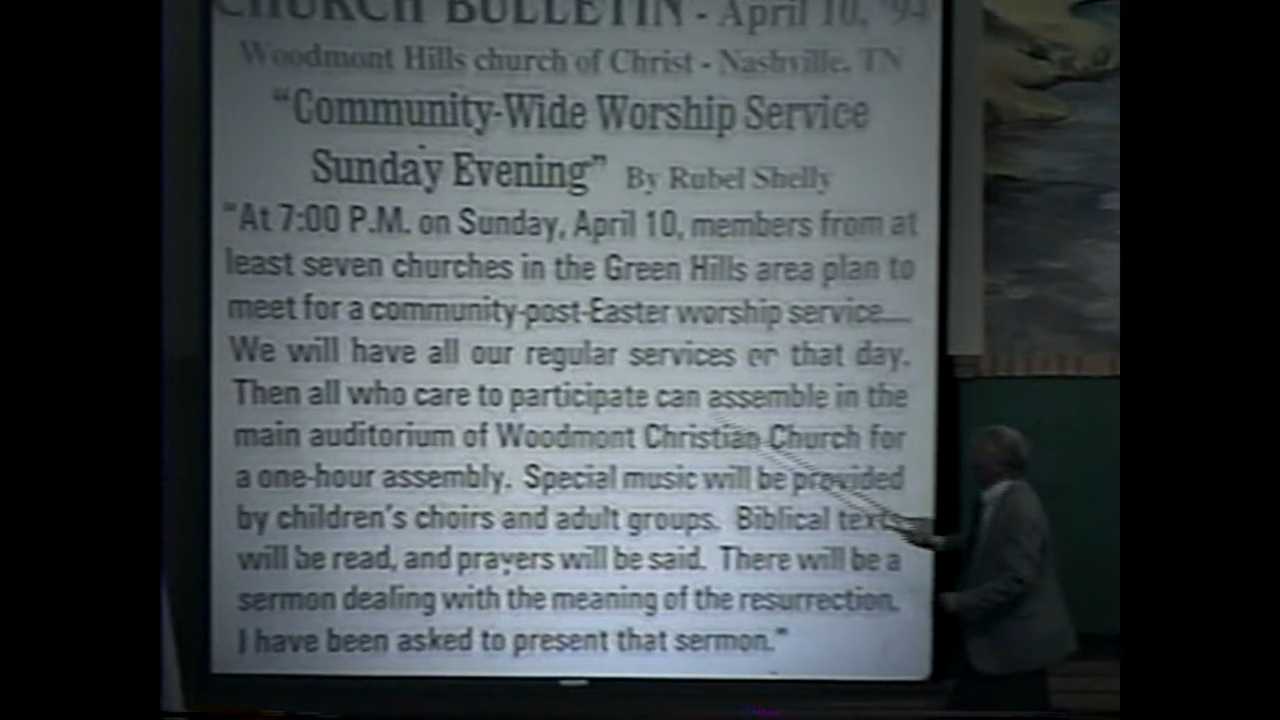 CHURCH BULLETIN - April 10, '94
Woodmont Hills church of Christ - Nashville, TN
"Community-Wide Worship Service
Sunday Evening" By Rubel Shelly
"At 7:00 P.M. on Sunday, April 10, members from at
least seven churches in the Green Hills area plan to
meet for a community-post-Easter worship service....
We will have all our regular services on that day.
Then all who care to participate can assemble in the
main auditorium of Woodmont Christian Church for
a one-hour assembly. Special music will be provided
by children's choirs and adult groups. Biblical texts
will be read, and prayers will be said. There will be a
sermon dealing with the meaning of the resurrection.
I have been asked to present that sermon."